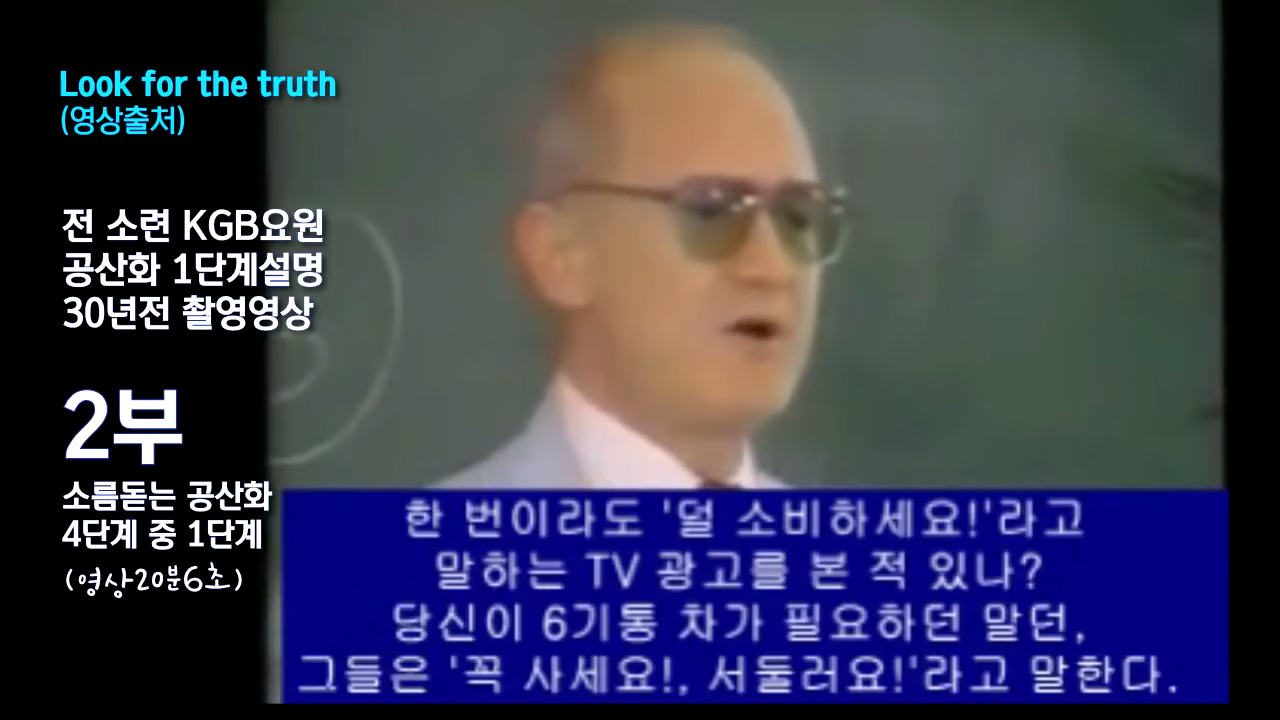 Look for the truth
(영상출처)
전 소련 KGB요원
공산화 1단계설명
30년전 촬영영상
2부
소름돋는 공산화
4단계 중 1단계
(영상20분6초)
한 번이라도 '덜 소비하세요!'라고
말하는 TV 광고를 본 적 있나?
당신이 6기통 차가 필요하던 말던,
그들은 '꼭 사세요!, 서둘러요!'라고 말한다.